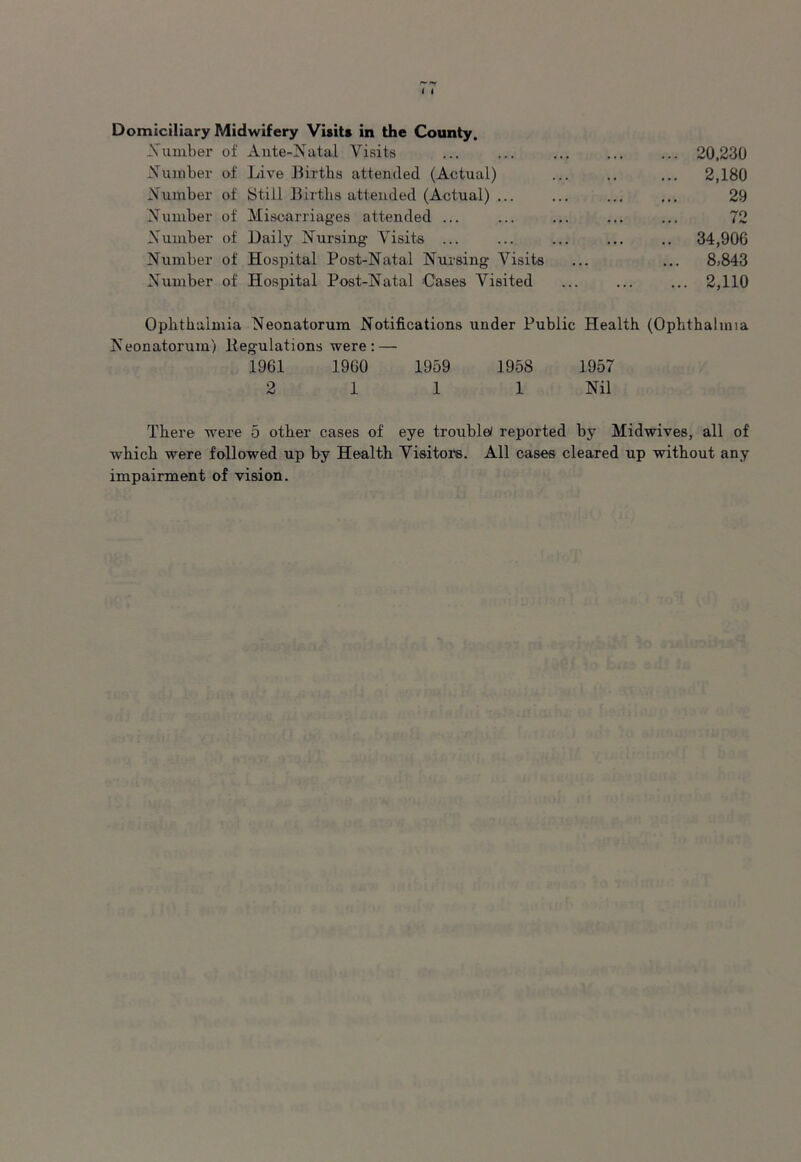 77
Domiciliary Midwifery Visits in the County.
Number of Ante-Natal Visits ... ... ... ... ... 20,230
Number of Live Births attended (Actual) ... .. ... 2,180
Number of Still Births attended (Actual) ... ... ... ... 29
Number of Miscarriages attended ... ... ... ... ... 72
Number of Daily Nursing Visits ... ... ... ... .. 34,906
Number of Hospital Post-Natal Nursing Visits ... ... 8,843
Number of Hospital Post-Natal Cases Visited ... ... ... 2,110
Ophthalmia Neonatorum Notifications under Public Health (Ophthalmia
Neonatorum) Regulations were:—
1961 1960 1959 1958 1957
2 1 1 1 Nil
There were 5 other cases of eye trouble reported by Midwives, all of
which were followed up by Health Visitors. All cases cleared up without any
impairment of vision.